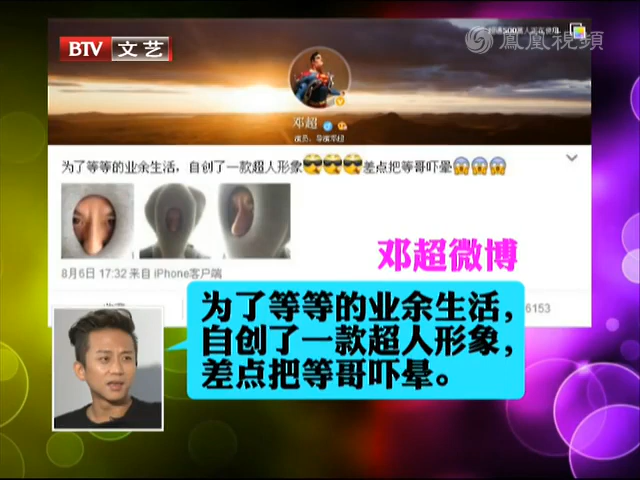 BTV 文艺
鳳凰視頻
邓超
演员、导演邓超
为了等等的业余生活，自创了一款超人形象😎😎😎差点把等哥吓晕😱😱😱
8月6日 17:32 来自 iPhone客户端
邓超微博
6153
为了等等的业余生活，
自创了一款超人形象，
差点把等哥吓晕。